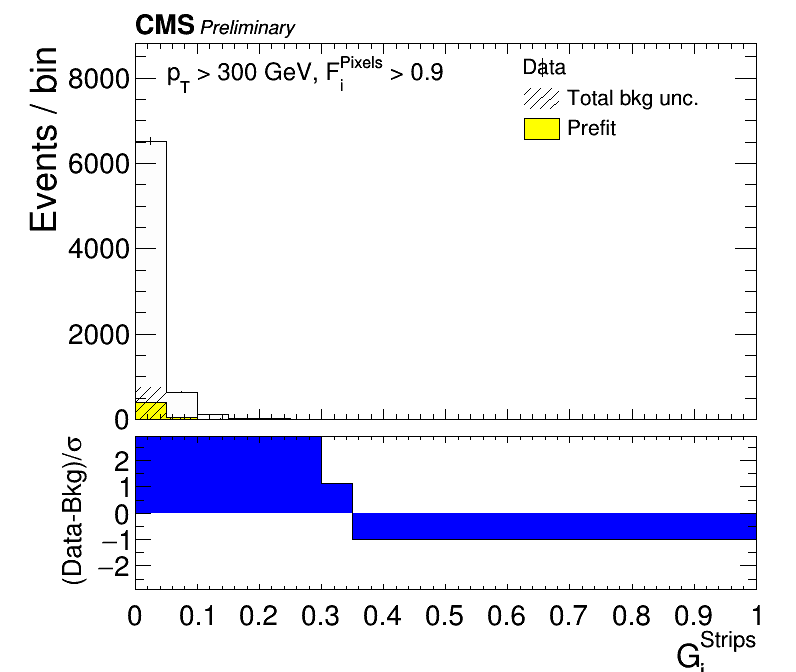 CMS Preliminary
Events / bin
8000
6000
4000
2000
0
p_T > 300 GeV, F_i^Pixels > 0.9
Data
Total bkg unc.
Prefit
(Data-Bkg)/σ
2
1
0
−1
−2
0 0.1 0.2 0.3 0.4 0.5 0.6 0.7 0.8 0.9 1
G_i^Strips